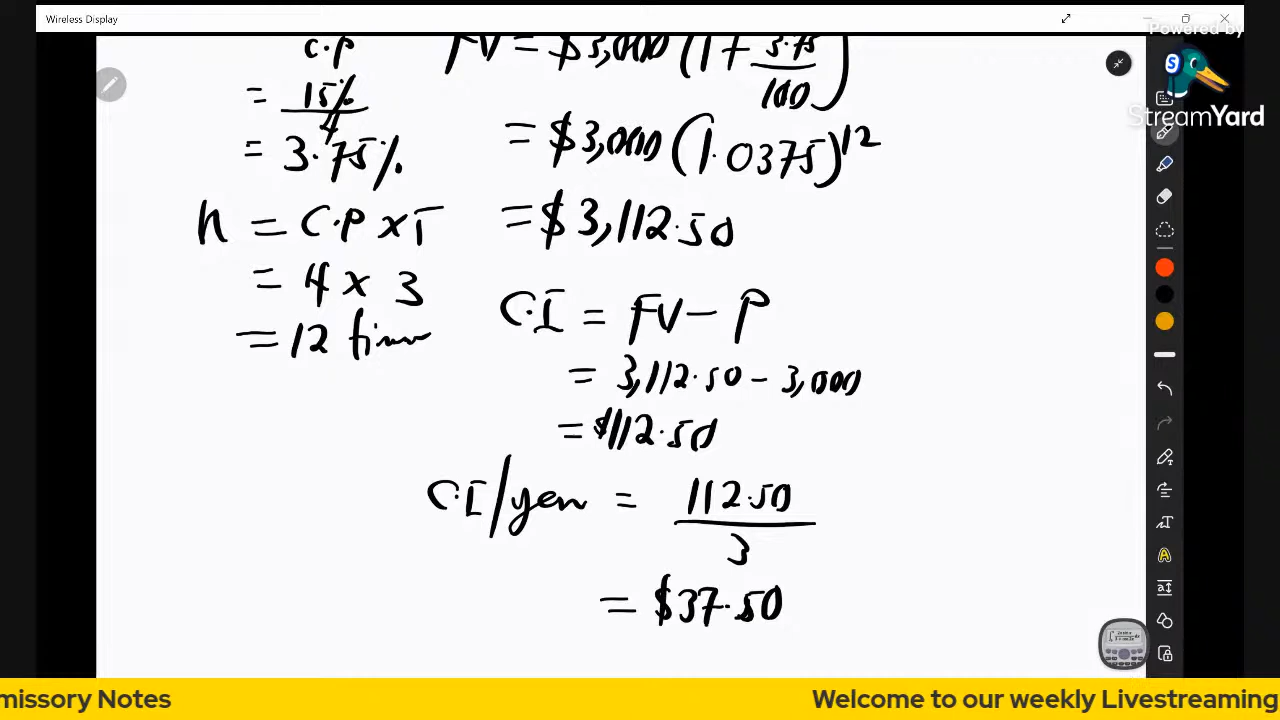 Wireless Display
Powered by
StreamYard
C.P
= 15%
4
= 3.75%
n = C.P x T
= 4 x 3
= 12 times
FV = $3,000 (1 + 3.75
100 )
= $3,000 (1.0375)^12
= $3,112.50
C.I = FV - P
= 3,112.50 - 3,000
= $112.50
C.I/year = 112.50
3
= $37.50
missory Notes
Welcome to our weekly Livestreaming